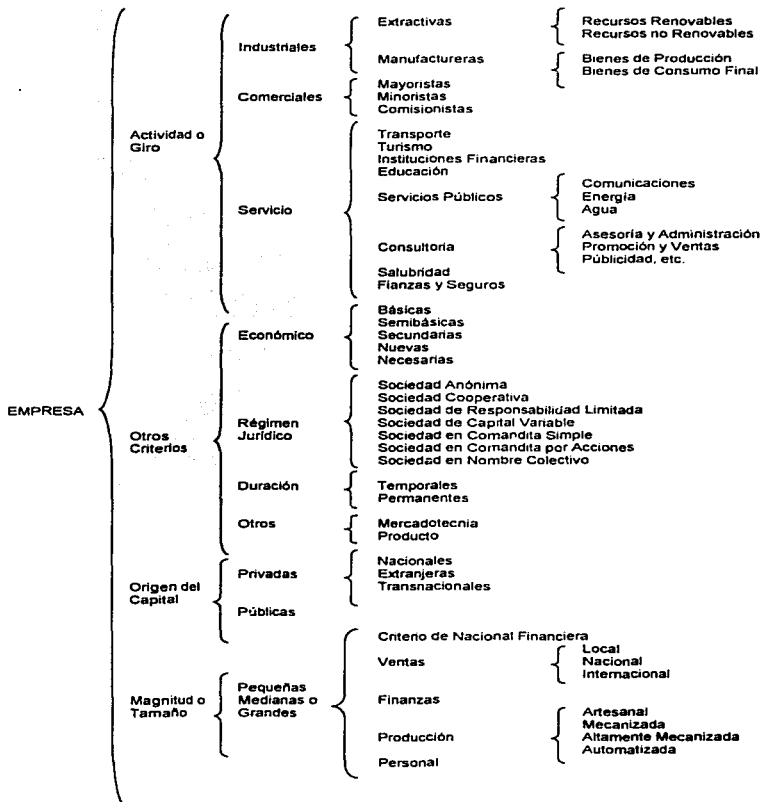 EMPRESA
Actividad o
Giro
Industriales
Extractivas
Recursos Renovables
Recursos no Renovables
Manufactureras
Bienes de Producción
Bienes de Consumo Final
Comerciales
Mayoristas
Minoristas
Comisionistas
Servicio
Transporte
Turismo
Instituciones Financieras
Educación
Servicios Públicos
Comunicaciones
Energía
Agua
Consultoría
Asesoría y Administración
Promoción y Ventas
Públicidad, etc.
Salubridad
Fianzas y Seguros
Otros
Criterios
Económico
Básicas
Semibásicas
Secundarias
Nuevas
Necesarias
Régimen
Jurídico
Sociedad Anónima
Sociedad Cooperativa
Sociedad de Responsabilidad Limitada
Sociedad de Capital Variable
Sociedad en Comandita Simple
Sociedad en Comandita por Acciones
Sociedad en Nombre Colectivo
Duración
Temporales
Permanentes
Otros
Mercadotecnia
Producto
Origen del
Capital
Privadas
Nacionales
Extranjeras
Transnacionales
Públicas
Magnitud o
Tamaño
Pequeñas
Medianas o
Grandes
Criterio de Nacional Financiera
Ventas
Local
Nacional
Internacional
Finanzas
Producción
Artesanal
Mecanizada
Altamente Mecanizada
Automatizada
Personal